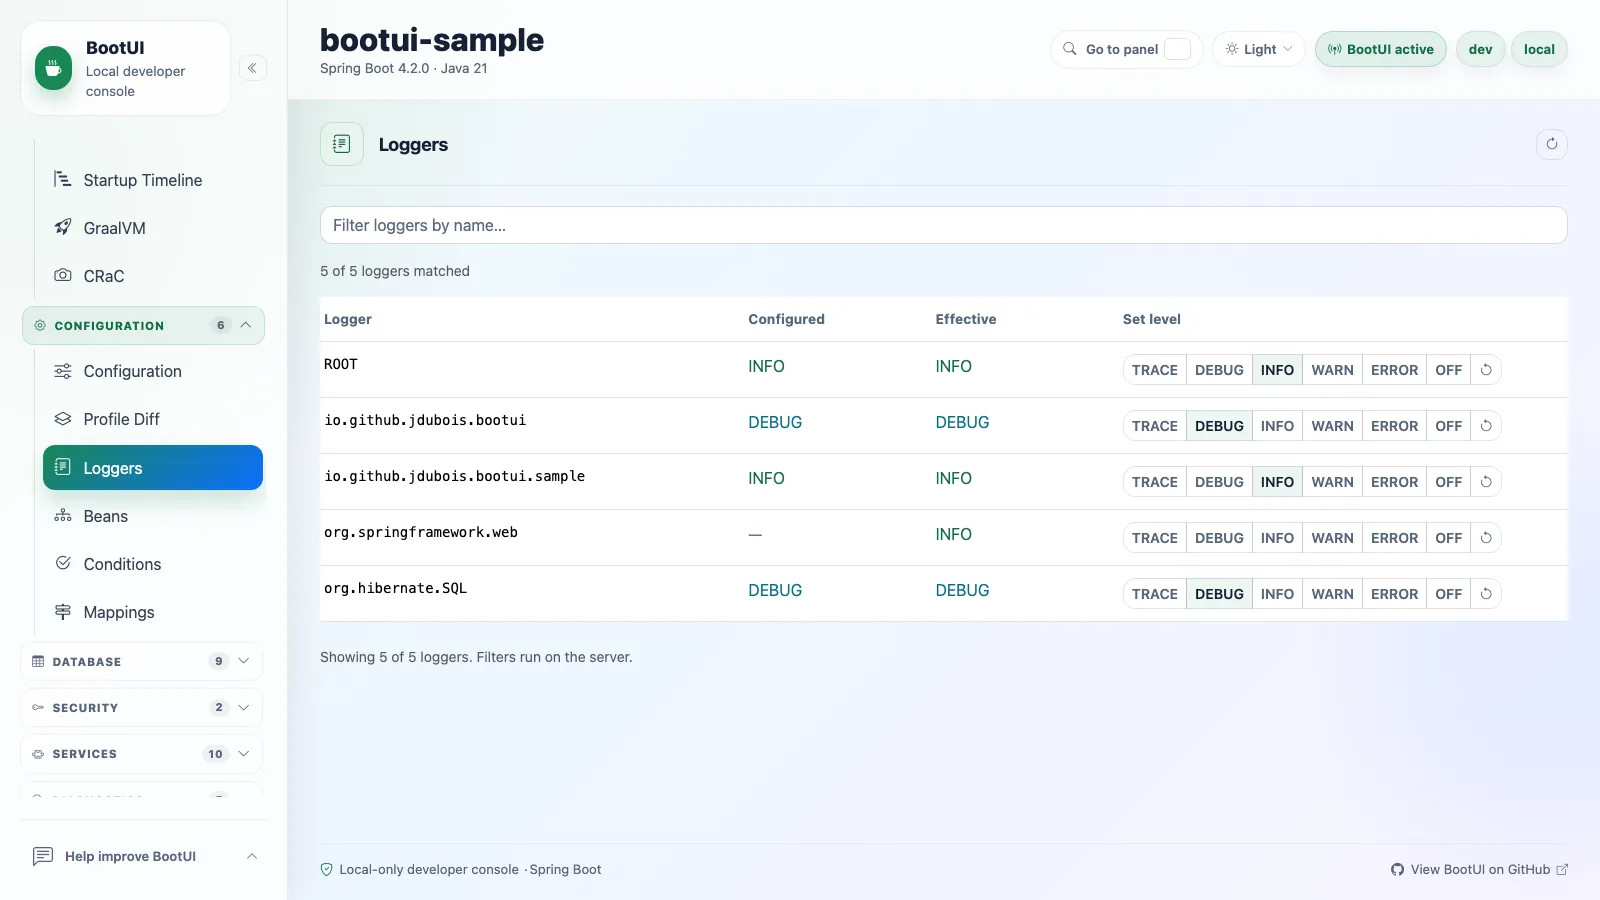 BootUI
Local developer
console
Startup Timeline
GraalVM
CRaC
CONFIGURATION 6
Configuration
Profile Diff
Loggers
Beans
Conditions
Mappings
DATABASE 9
SECURITY 2
SERVICES 10
Help improve BootUI
bootui-sample
Spring Boot 4.2.0 · Java 21
Go to panel
Light
BootUI active
dev
local
Loggers
Filter loggers by name...
5 of 5 loggers matched
Logger Configured Effective Set level
ROOT INFO INFO TRACE DEBUG INFO WARN ERROR OFF
io.github.jdubois.bootui DEBUG DEBUG TRACE DEBUG INFO WARN ERROR OFF
io.github.jdubois.bootui.sample INFO INFO TRACE DEBUG INFO WARN ERROR OFF
org.springframework.web — INFO TRACE DEBUG INFO WARN ERROR OFF
org.hibernate.SQL DEBUG DEBUG TRACE DEBUG INFO WARN ERROR OFF
Showing 5 of 5 loggers. Filters run on the server.
Local-only developer console · Spring Boot
View BootUI on GitHub